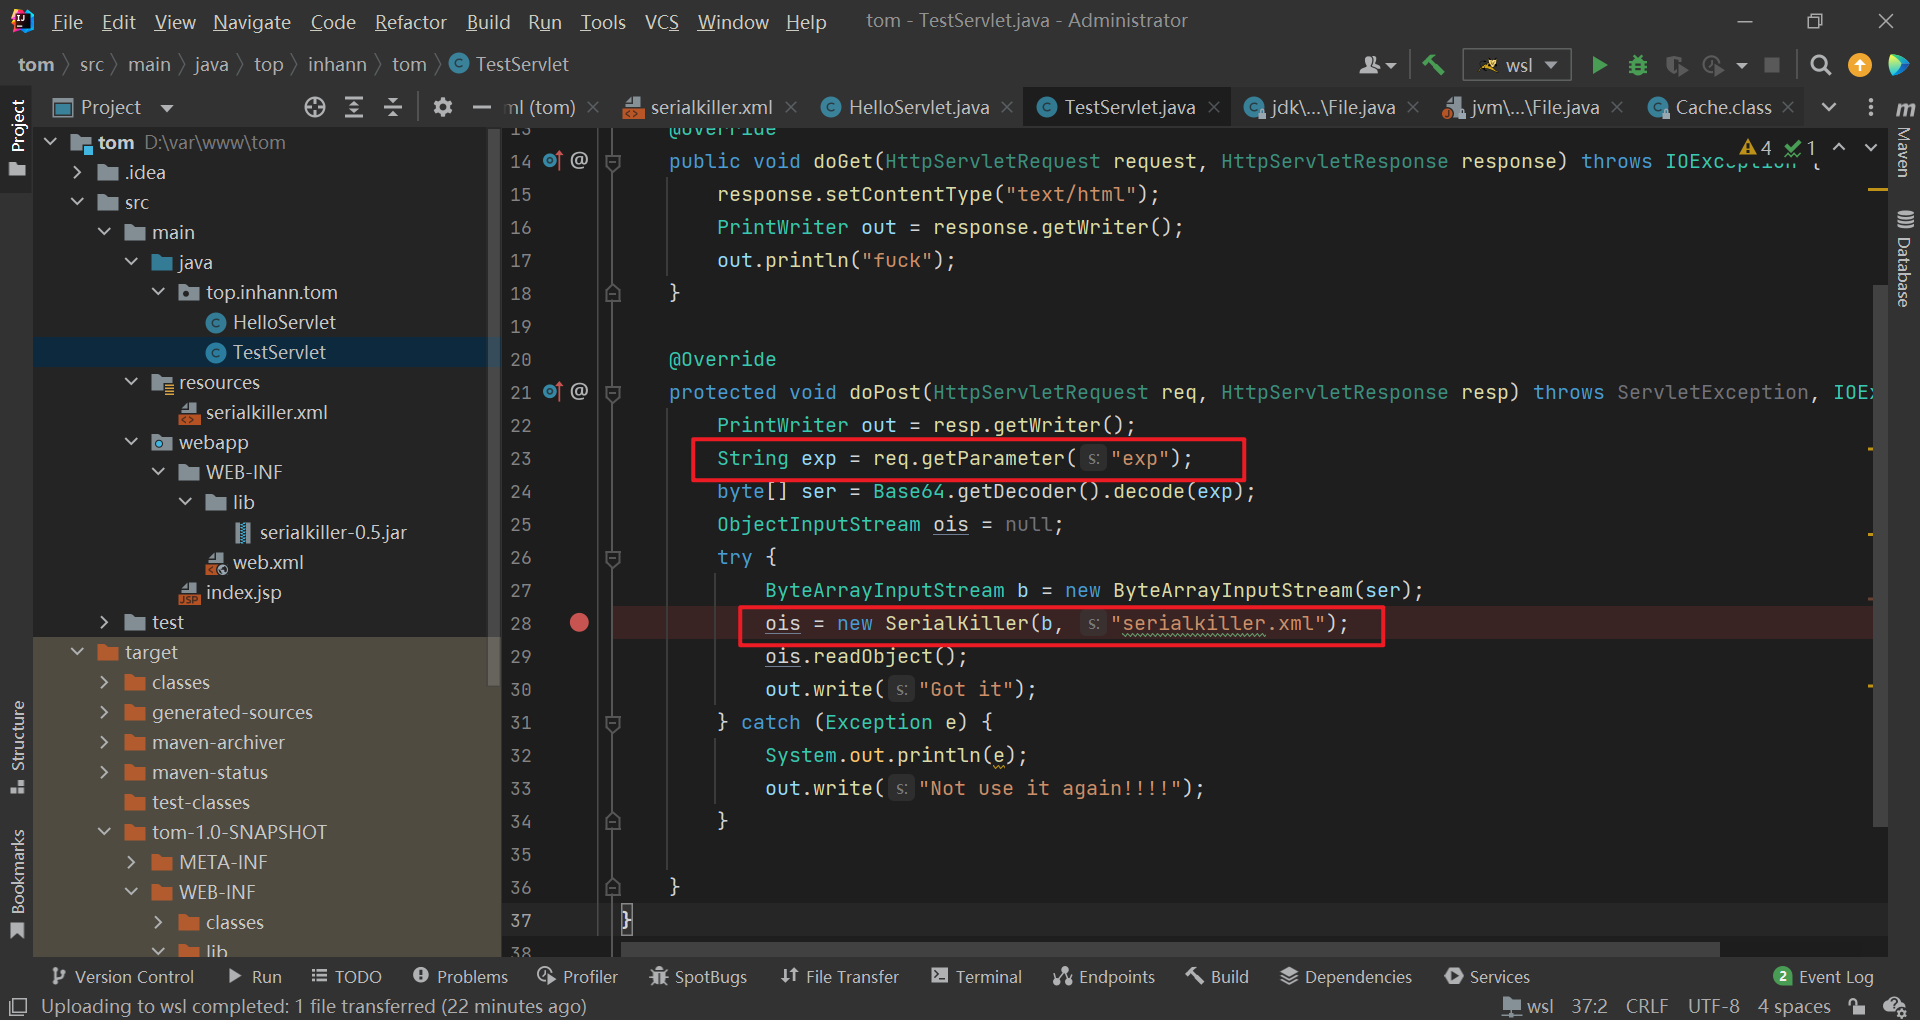 File Edit View Navigate Code Refactor Build Run Tools VCS Window Help tom - TestServlet.java - Administrator
tom src main java top inhann tom TestServlet wsl
Project
ml (tom) serialkiller.xml HelloServlet.java TestServlet.java jdk\...\File.java jvm\...\File.java Cache.class
Project
Structure
Bookmarks
Maven
Database
tom D:\var\www\tom
.idea
src
main
java
top.inhann.tom
HelloServlet
TestServlet
resources
serialkiller.xml
webapp
WEB-INF
lib
serialkiller-0.5.jar
web.xml
index.jsp
test
target
classes
generated-sources
maven-archiver
maven-status
test-classes
tom-1.0-SNAPSHOT
META-INF
WEB-INF
classes
lib
4 1
13 @Override
14 @ public void doGet(HttpServletRequest request, HttpServletResponse response) throws IOException {
15 response.setContentType("text/html");
16 PrintWriter out = response.getWriter();
17 out.println("fuck");
18 }
19
20 @Override
21 @ protected void doPost(HttpServletRequest req, HttpServletResponse resp) throws ServletException, IOEx
22 PrintWriter out = resp.getWriter();
23 String exp = req.getParameter( s: "exp");
24 byte[] ser = Base64.getDecoder().decode(exp);
25 ObjectInputStream ois = null;
26 try {
27 ByteArrayInputStream b = new ByteArrayInputStream(ser);
28 ois = new SerialKiller(b, s: "serialkiller.xml");
29 ois.readObject();
30 out.write( s: "Got it");
31 } catch (Exception e) {
32 System.out.println(e);
33 out.write( s: "Not use it again!!!!");
34 }
35
36 }
37 }
38
Version Control Run TODO Problems Profiler SpotBugs File Transfer Terminal Endpoints Build Dependencies Services 2 Event Log
Uploading to wsl completed: 1 file transferred (22 minutes ago) wsl 37:2 CRLF UTF-8 4 spaces